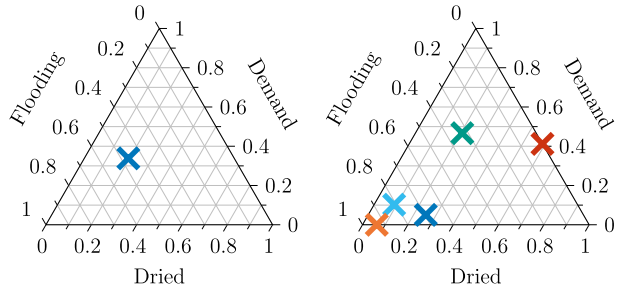 0 1 0 1
0.2 0.8 0.2 0.8
Flooding Demand Flooding Demand
0.4 0.6 0.4 0.6
0.6 0.4 0.6 0.4
0.8 0.2 0.8 0.2
1 0 1 0
0 0.2 0.4 0.6 0.8 1 0 0.2 0.4 0.6 0.8 1
Dried Dried